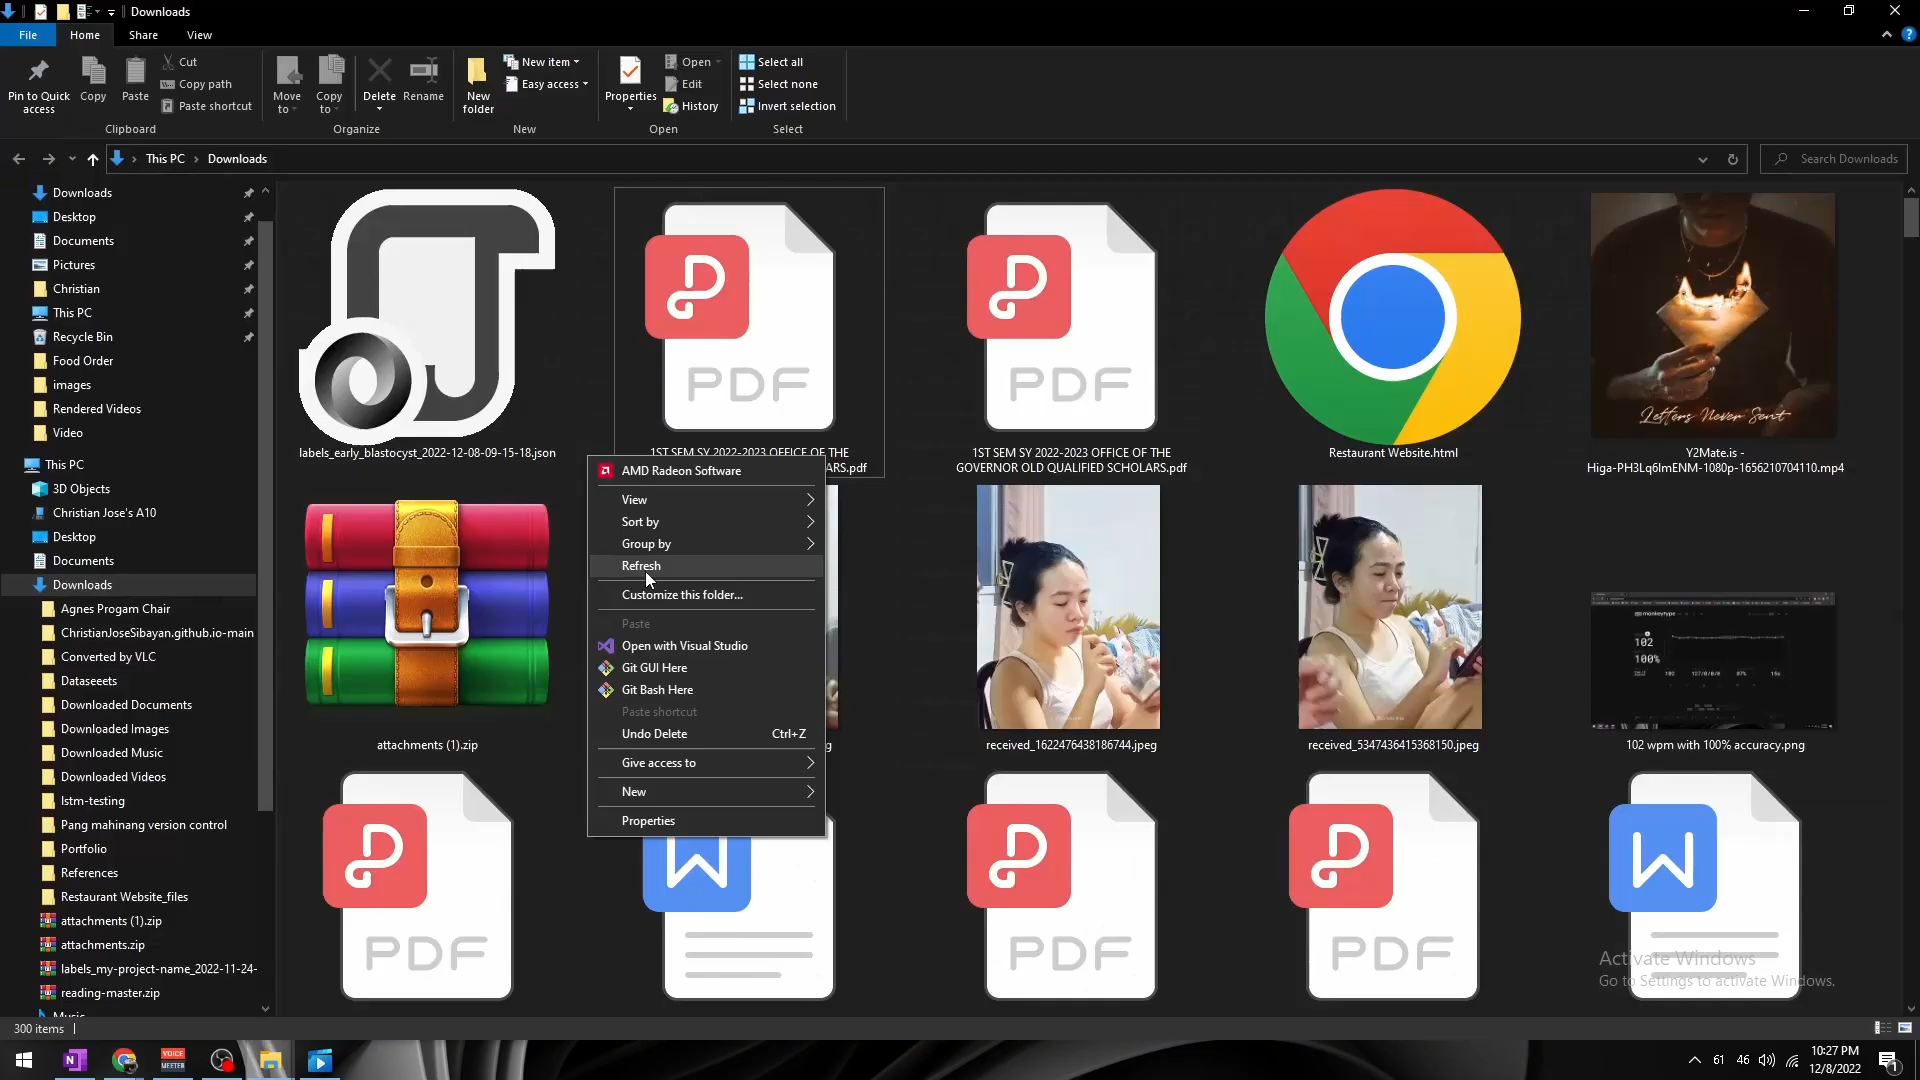 Downloads
File
Home
Share
View
Pin to Quick
access
Copy
Paste
Cut
Copy path
Paste shortcut
Clipboard
Move
to
Copy
to
Delete
Rename
Organize
New
folder
New item
Easy access
New
Properties
Open
Edit
History
Open
Select all
Select none
Invert selection
Select
This PC
Downloads
Search Downloads
Downloads
Desktop
Documents
Pictures
Christian
This PC
Recycle Bin
Food Order
images
Rendered Videos
Video
This PC
3D Objects
Christian Jose's A10
Desktop
Documents
Downloads
Agnes Progam Chair
ChristianJoseSibayan.github.io-main
Converted by VLC
Dataseeets
Downloaded Documents
Downloaded Images
Downloaded Music
Downloaded Videos
lstm-testing
Pang mahinang version control
Portfolio
References
Restaurant Website_files
attachments (1).zip
attachments.zip
labels_my-project-name_2022-11-24-
reading-master.zip
Music
labels_early_blastocyst_2022-12-08-09-15-18.json
PDF
1ST SEM SY 2022-2023 OFFICE OF THE
HOLARS.pdf
PDF
1ST SEM SY 2022-2023 OFFICE OF THE
GOVERNOR OLD QUALIFIED SCHOLARS.pdf
Restaurant Website.html
Letters Never Sent
Y2Mate.is -
Higa-PH3Lq6lmENM-1080p-1656210704110.mp4
AMD Radeon Software
View
Sort by
Group by
Refresh
Customize this folder...
Paste
Open with Visual Studio
Git GUI Here
Git Bash Here
Paste shortcut
Undo Delete Ctrl+Z
Give access to
New
Properties
attachments (1).zip
g
received_1622476438186744.jpeg
received_5347436415368150.jpeg
monkeytype
102
100%
102 wpm with 100% accuracy.png
PDF
W
PDF
PDF
W
Activate Windows
Go to Settings to activate Windows.
300 items
VOICE
MEETER
61 46
10:27 PM
12/8/2022
1